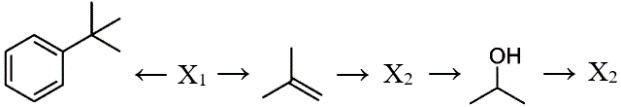 X₁ X₂ OH X₂